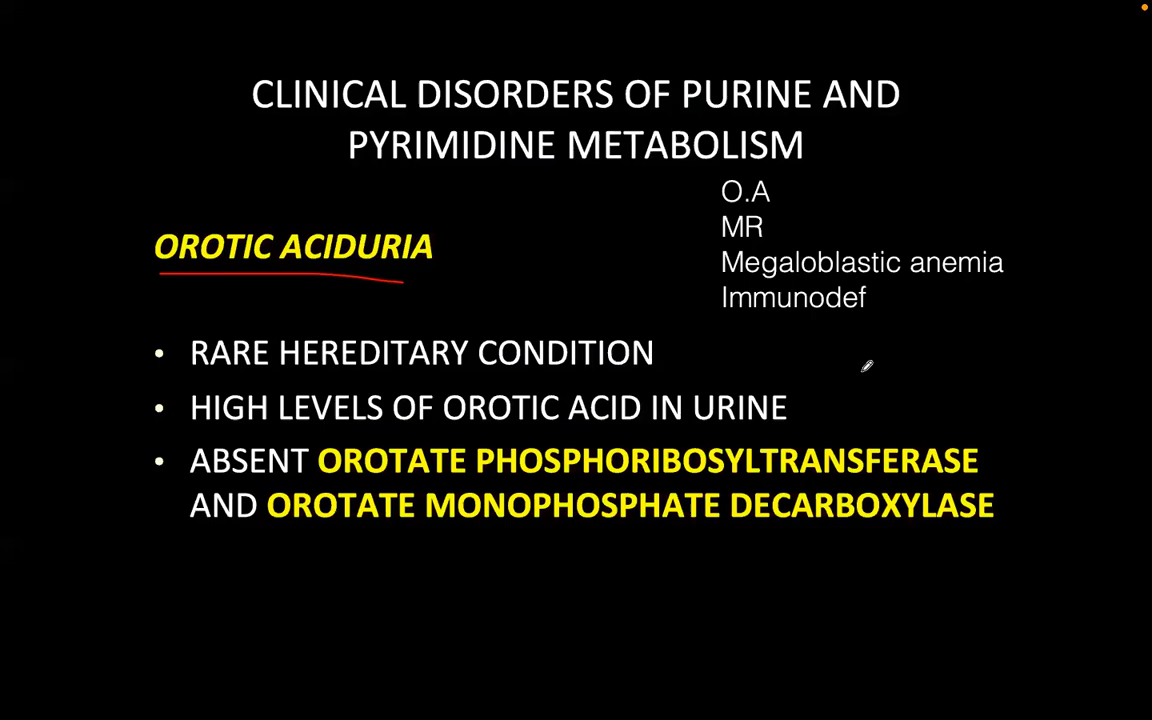 CLINICAL DISORDERS OF PURINE AND
PYRIMIDINE METABOLISM
O.A
MR
Megaloblastic anemia
Immunodef
OROTIC ACIDURIA
• RARE HEREDITARY CONDITION
• HIGH LEVELS OF OROTIC ACID IN URINE
• ABSENT OROTATE PHOSPHORIBOSYLTRANSFERASE
AND OROTATE MONOPHOSPHATE DECARBOXYLASE